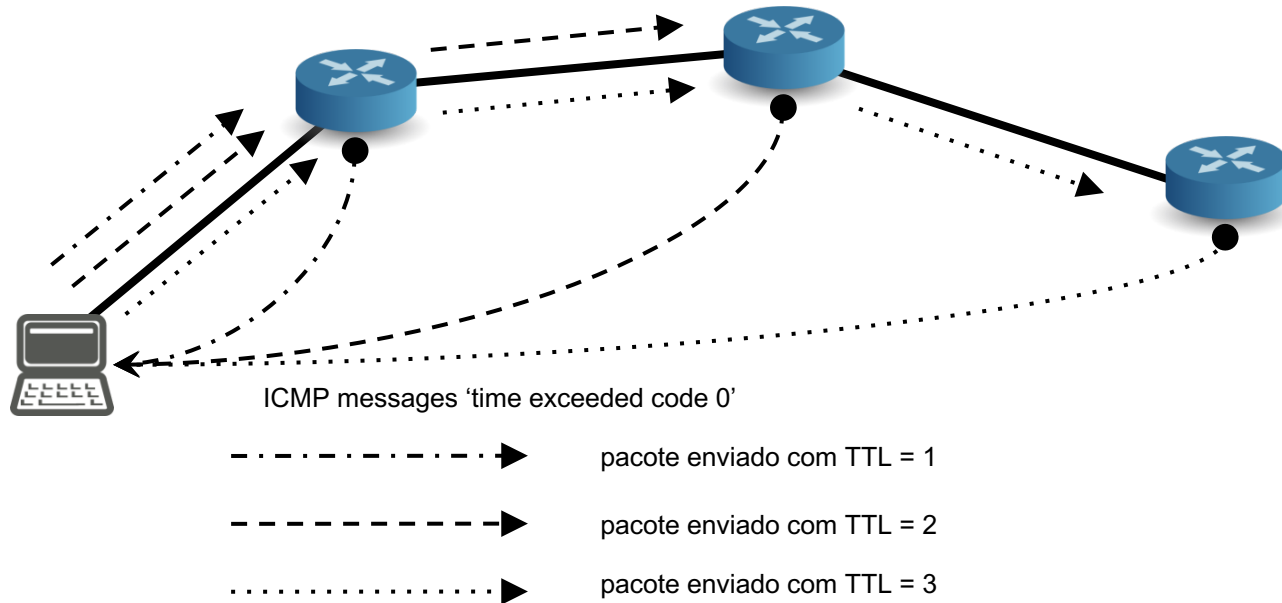 ICMP messages ‘time exceeded code 0’
pacote enviado com TTL = 1
pacote enviado com TTL = 2
pacote enviado com TTL = 3